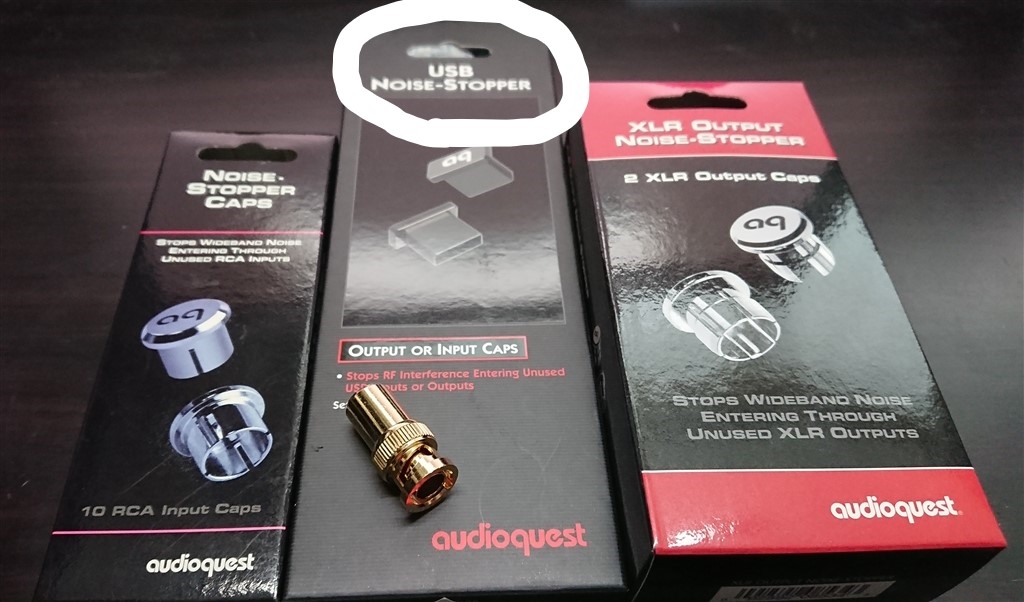 NOISE-
STOPPER
CAPS
STOPS WIDEBAND NOISE
ENTERING THROUGH
UNUSED RCA INPUTS
aq
10 RCA Input Caps
audioquest
USB
NOISE-STOPPER
aq
OUTPUT OR INPUT CAPS
• Stops RF Interference Entering Unused
or Outputs
audioquest
XLR OUTPUT
NOISE-STOPPER
2 XLR Output Caps
aq
STOPS WIDEBAND NOISE
ENTERING THROUGH
UNUSED XLR OUTPUTS
audioquest®